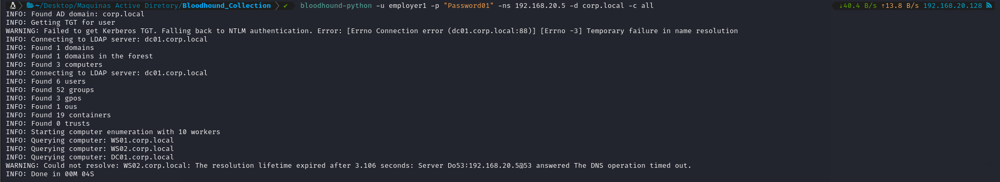 ~/Desktop/Maquinas Active Diretory/Bloodhound_Collection ✔ bloodhound-python -u employer1 -p "Password01" -ns 192.168.20.5 -d corp.local -c all ↓40.4 B/s ↑13.8 B/s 192.168.20.128
INFO: Found AD domain: corp.local
INFO: Getting TGT for user
WARNING: Failed to get Kerberos TGT. Falling back to NTLM authentication. Error: [Errno Connection error (dc01.corp.local:88)] [Errno -3] Temporary failure in name resolution
INFO: Connecting to LDAP server: dc01.corp.local
INFO: Found 1 domains
INFO: Found 1 domains in the forest
INFO: Found 3 computers
INFO: Connecting to LDAP server: dc01.corp.local
INFO: Found 6 users
INFO: Found 52 groups
INFO: Found 3 gpos
INFO: Found 1 ous
INFO: Found 19 containers
INFO: Found 0 trusts
INFO: Starting computer enumeration with 10 workers
INFO: Querying computer: WS01.corp.local
INFO: Querying computer: WS02.corp.local
INFO: Querying computer: DC01.corp.local
WARNING: Could not resolve: WS02.corp.local: The resolution lifetime expired after 3.106 seconds: Server Do53:192.168.20.5@53 answered The DNS operation timed out.
INFO: Done in 00M 04S